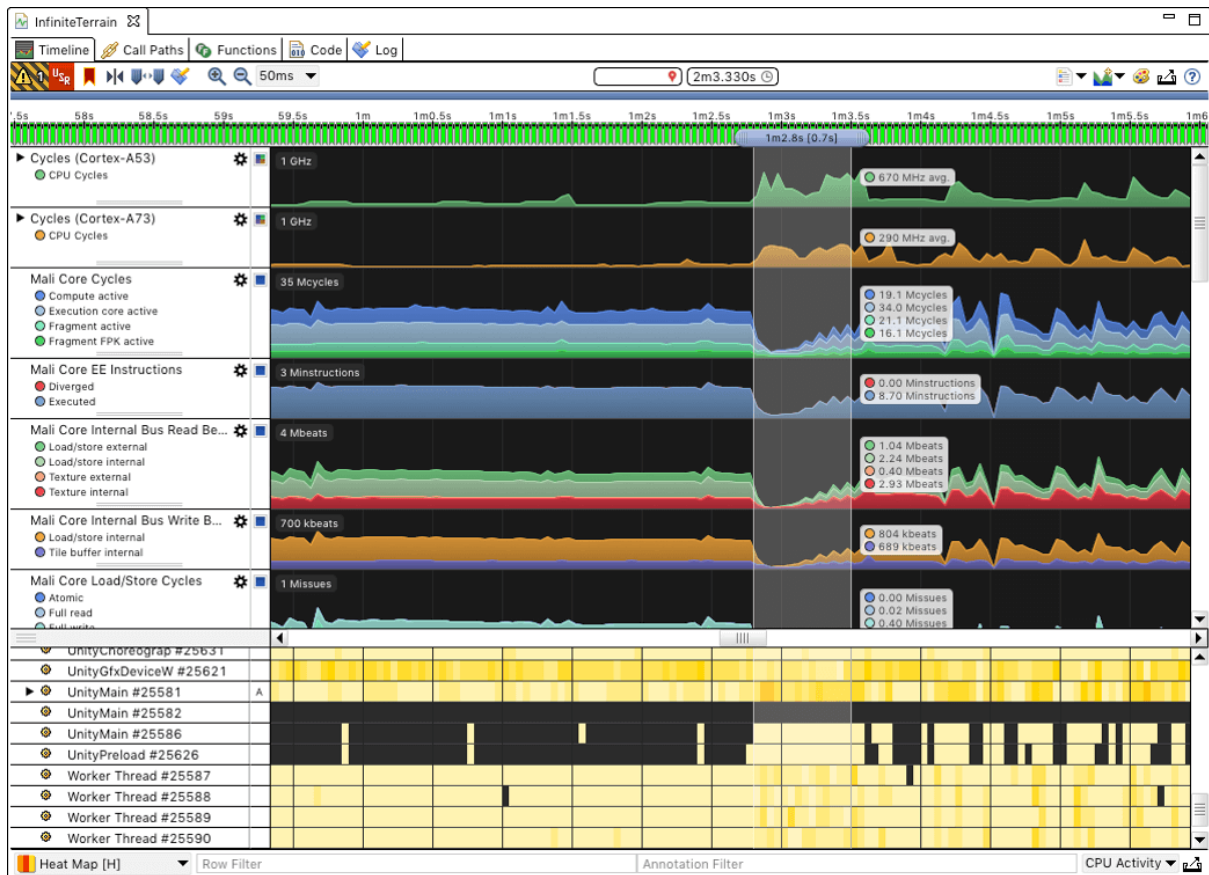 InfiniteTerrain
Timeline Call Paths Functions Code Log
1 USR 50ms 2m3.330s
58s 58.5s 59s 59.5s 1m 1m0.5s 1m1s 1m1.5s 1m2s 1m2.5s 1m3s 1m3.5s 1m4s 1m4.5s 1m5s 1m5.5s 1m6
1m2.8s [0.7s]
Cycles (Cortex-A53)
CPU Cycles
1 GHz
670 MHz avg.
Cycles (Cortex-A73)
CPU Cycles
1 GHz
290 MHz avg.
Mali Core Cycles
Compute active
Execution core active
Fragment active
Fragment FPK active
35 Mcycles
19.1 Mcycles
34.0 Mcycles
21.1 Mcycles
16.1 Mcycles
Mali Core EE Instructions
Diverged
Executed
3 Minstructions
0.00 Minstructions
8.70 Minstructions
Mali Core Internal Bus Read Be...
Load/store external
Load/store internal
Texture external
Texture internal
4 Mbeats
1.04 Mbeats
2.24 Mbeats
0.40 Mbeats
2.93 Mbeats
Mali Core Internal Bus Write B...
Load/store internal
Tile buffer internal
700 kbeats
804 kbeats
689 kbeats
Mali Core Load/Store Cycles
Atomic
Full read
Full write
1 Missues
0.00 Missues
0.02 Missues
0.40 Missues
UnityChoreograp #25631
UnityGfxDeviceW #25621
UnityMain #25581 A
UnityMain #25582
UnityMain #25586
UnityPreload #25626
Worker Thread #25587
Worker Thread #25588
Worker Thread #25589
Worker Thread #25590
Heat Map [H] Row Filter Annotation Filter CPU Activity